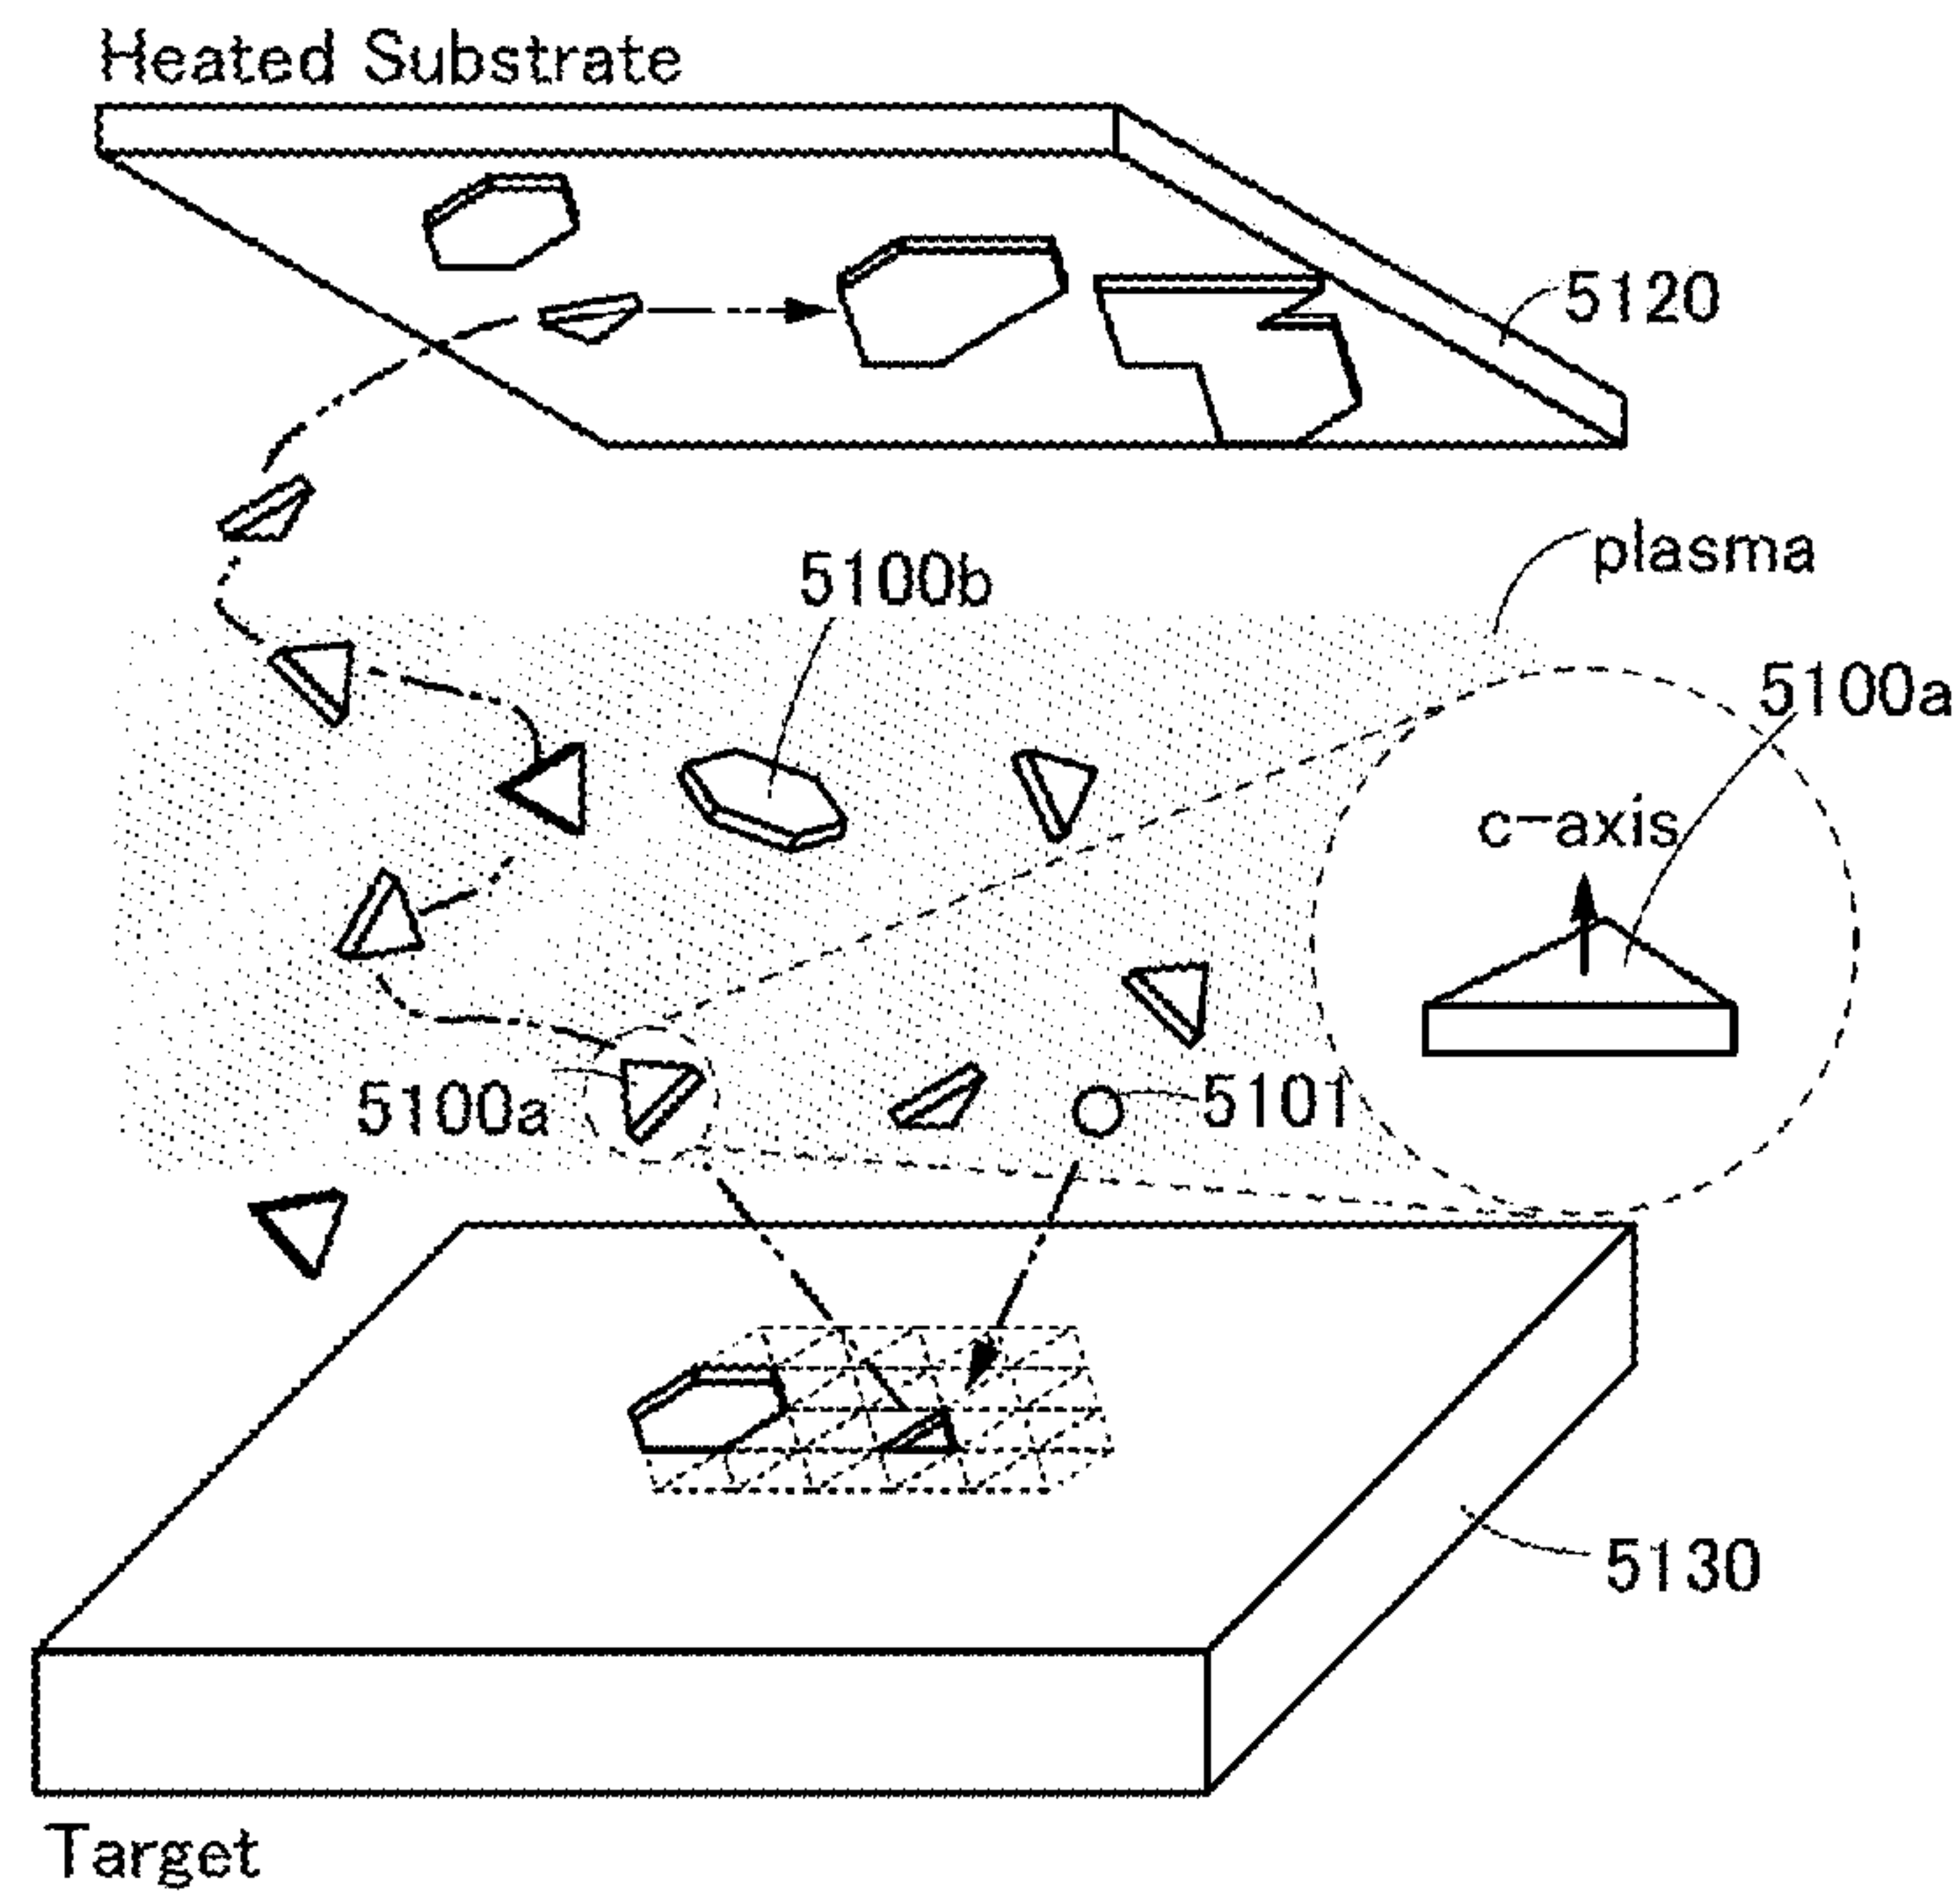 Heated Substrate
5120
plasma
5100b
5100a
c-axis
5100a
5101
5130
Target